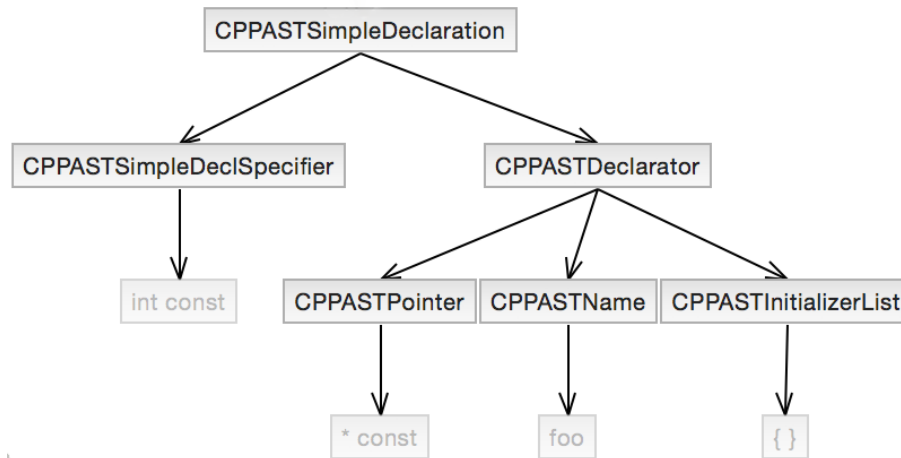 CPPASTSimpleDeclaration
CPPASTSimpleDeclSpecifier
CPPASTDeclarator
int const
CPPASTPointer
CPPASTName
CPPASTInitializerList
* const
foo
{ }